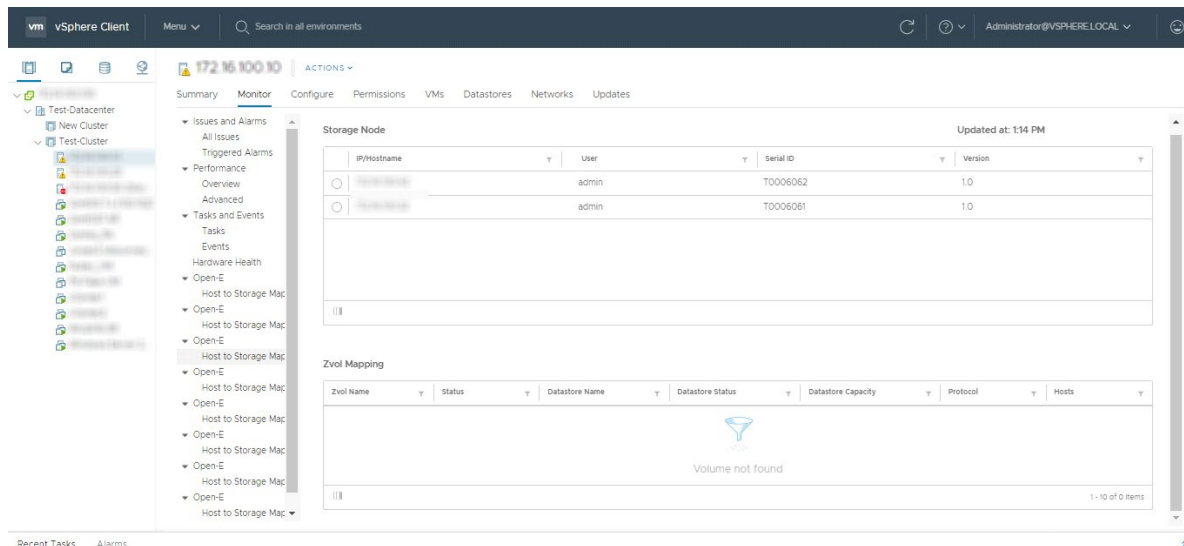 vm vSphere Client Menu Search in all environments Administrator@VSPHERE.LOCAL
172.16.100.10 ACTIONS
Summary Monitor Configure Permissions VMs Datastores Networks Updates
Test-Datacenter
New Cluster
Test-Cluster
Issues and Alarms
All Issues
Triggered Alarms
Performance
Overview
Advanced
Tasks and Events
Tasks
Events
Hardware Health
Open-E
Host to Storage Map
Open-E
Host to Storage Map
Open-E
Host to Storage Map
Open-E
Host to Storage Map
Open-E
Host to Storage Map
Open-E
Host to Storage Map
Open-E
Host to Storage Map
Open-E
Host to Storage Map
Storage Node Updated at: 1:14 PM
IP/Hostname User Serial ID Version
admin T0006062 1.0
admin T0006061 1.0
Zvol Mapping
Zvol Name Status Datastore Name Datastore Status Datastore Capacity Protocol Hosts
Volume not found
1 - 10 of 0 items
Recent Tasks Alarms